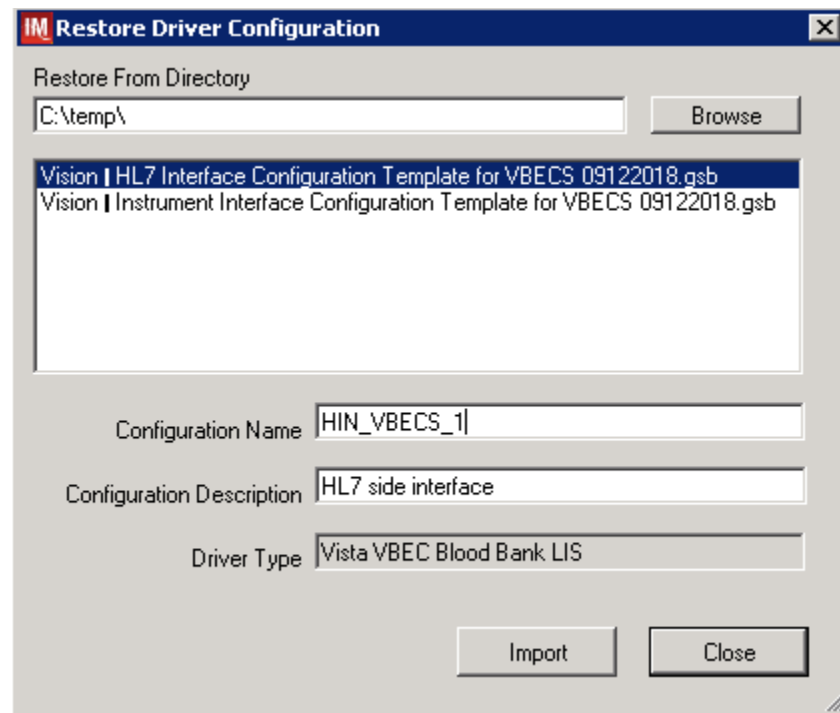 IM Restore Driver Configuration
Restore From Directory
C:\temp\
Browse
Vision | HL7 Interface Configuration Template for VBECS 09122018.gsb
Vision | Instrument Interface Configuration Template for VBECS 09122018.gsb
Configuration Name HIN_VBECS_1
Configuration Description HL7 side interface
Driver Type Vista VBEC Blood Bank LIS
Import Close